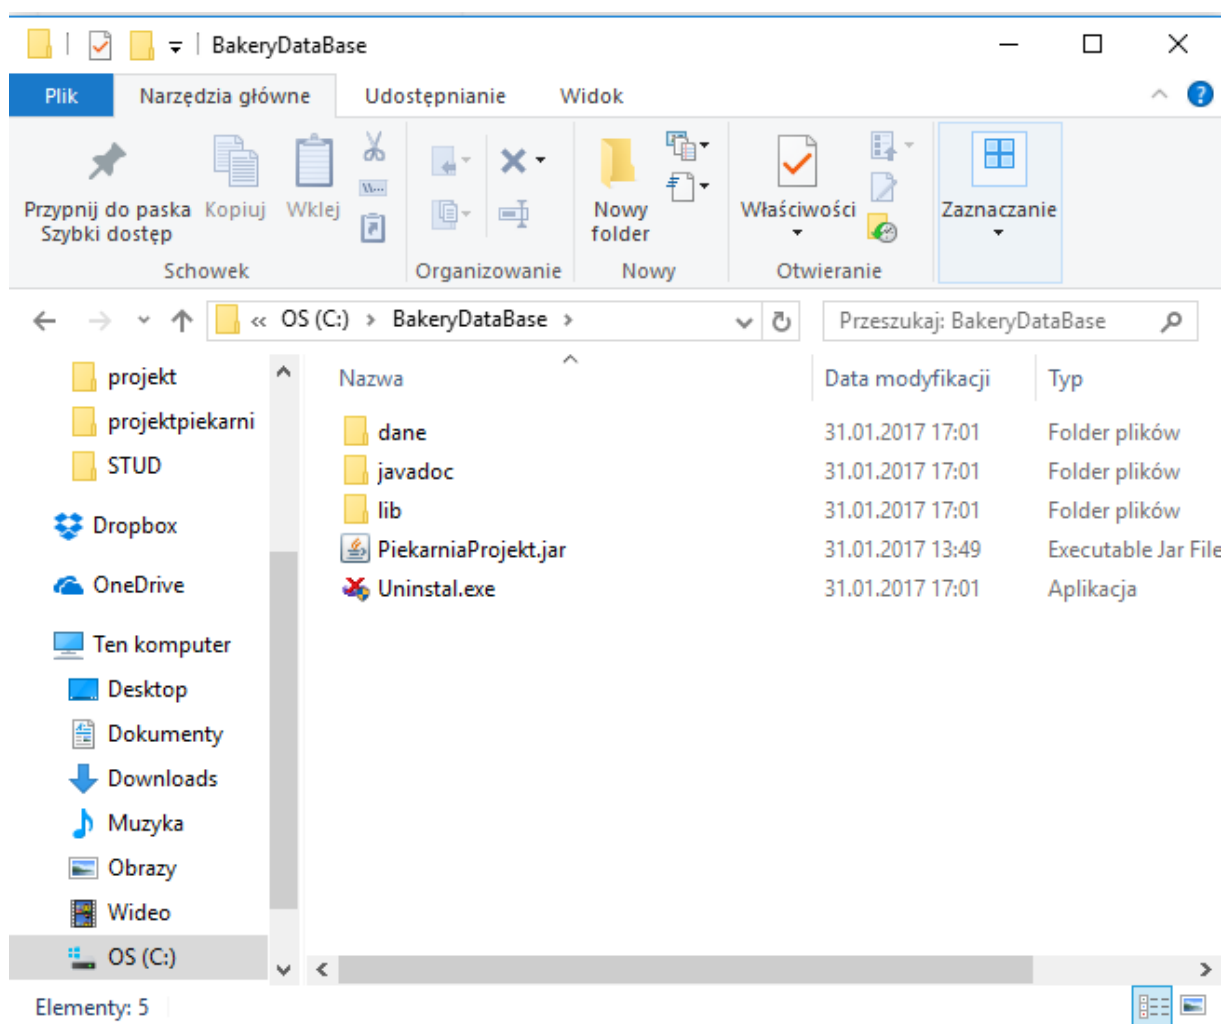 BakeryDataBase
Plik Narzędzia główne Udostępnianie Widok
Przypnij do paska Kopiuj Wklej
Szybki dostęp
Nowy
folder
Właściwości
Zaznaczanie
Schowek Organizowanie Nowy Otwieranie
« OS (C:) > BakeryDataBase >
Przeszukaj: BakeryDataBase
projekt
projektpiekarni
STUD
Dropbox
OneDrive
Ten komputer
Desktop
Dokumenty
Downloads
Muzyka
Obrazy
Wideo
OS (C:)
Nazwa Data modyfikacji Typ
dane 31.01.2017 17:01 Folder plików
javadoc 31.01.2017 17:01 Folder plików
lib 31.01.2017 17:01 Folder plików
PiekarniaProjekt.jar 31.01.2017 13:49 Executable Jar File
Uninstal.exe 31.01.2017 17:01 Aplikacja
Elementy: 5